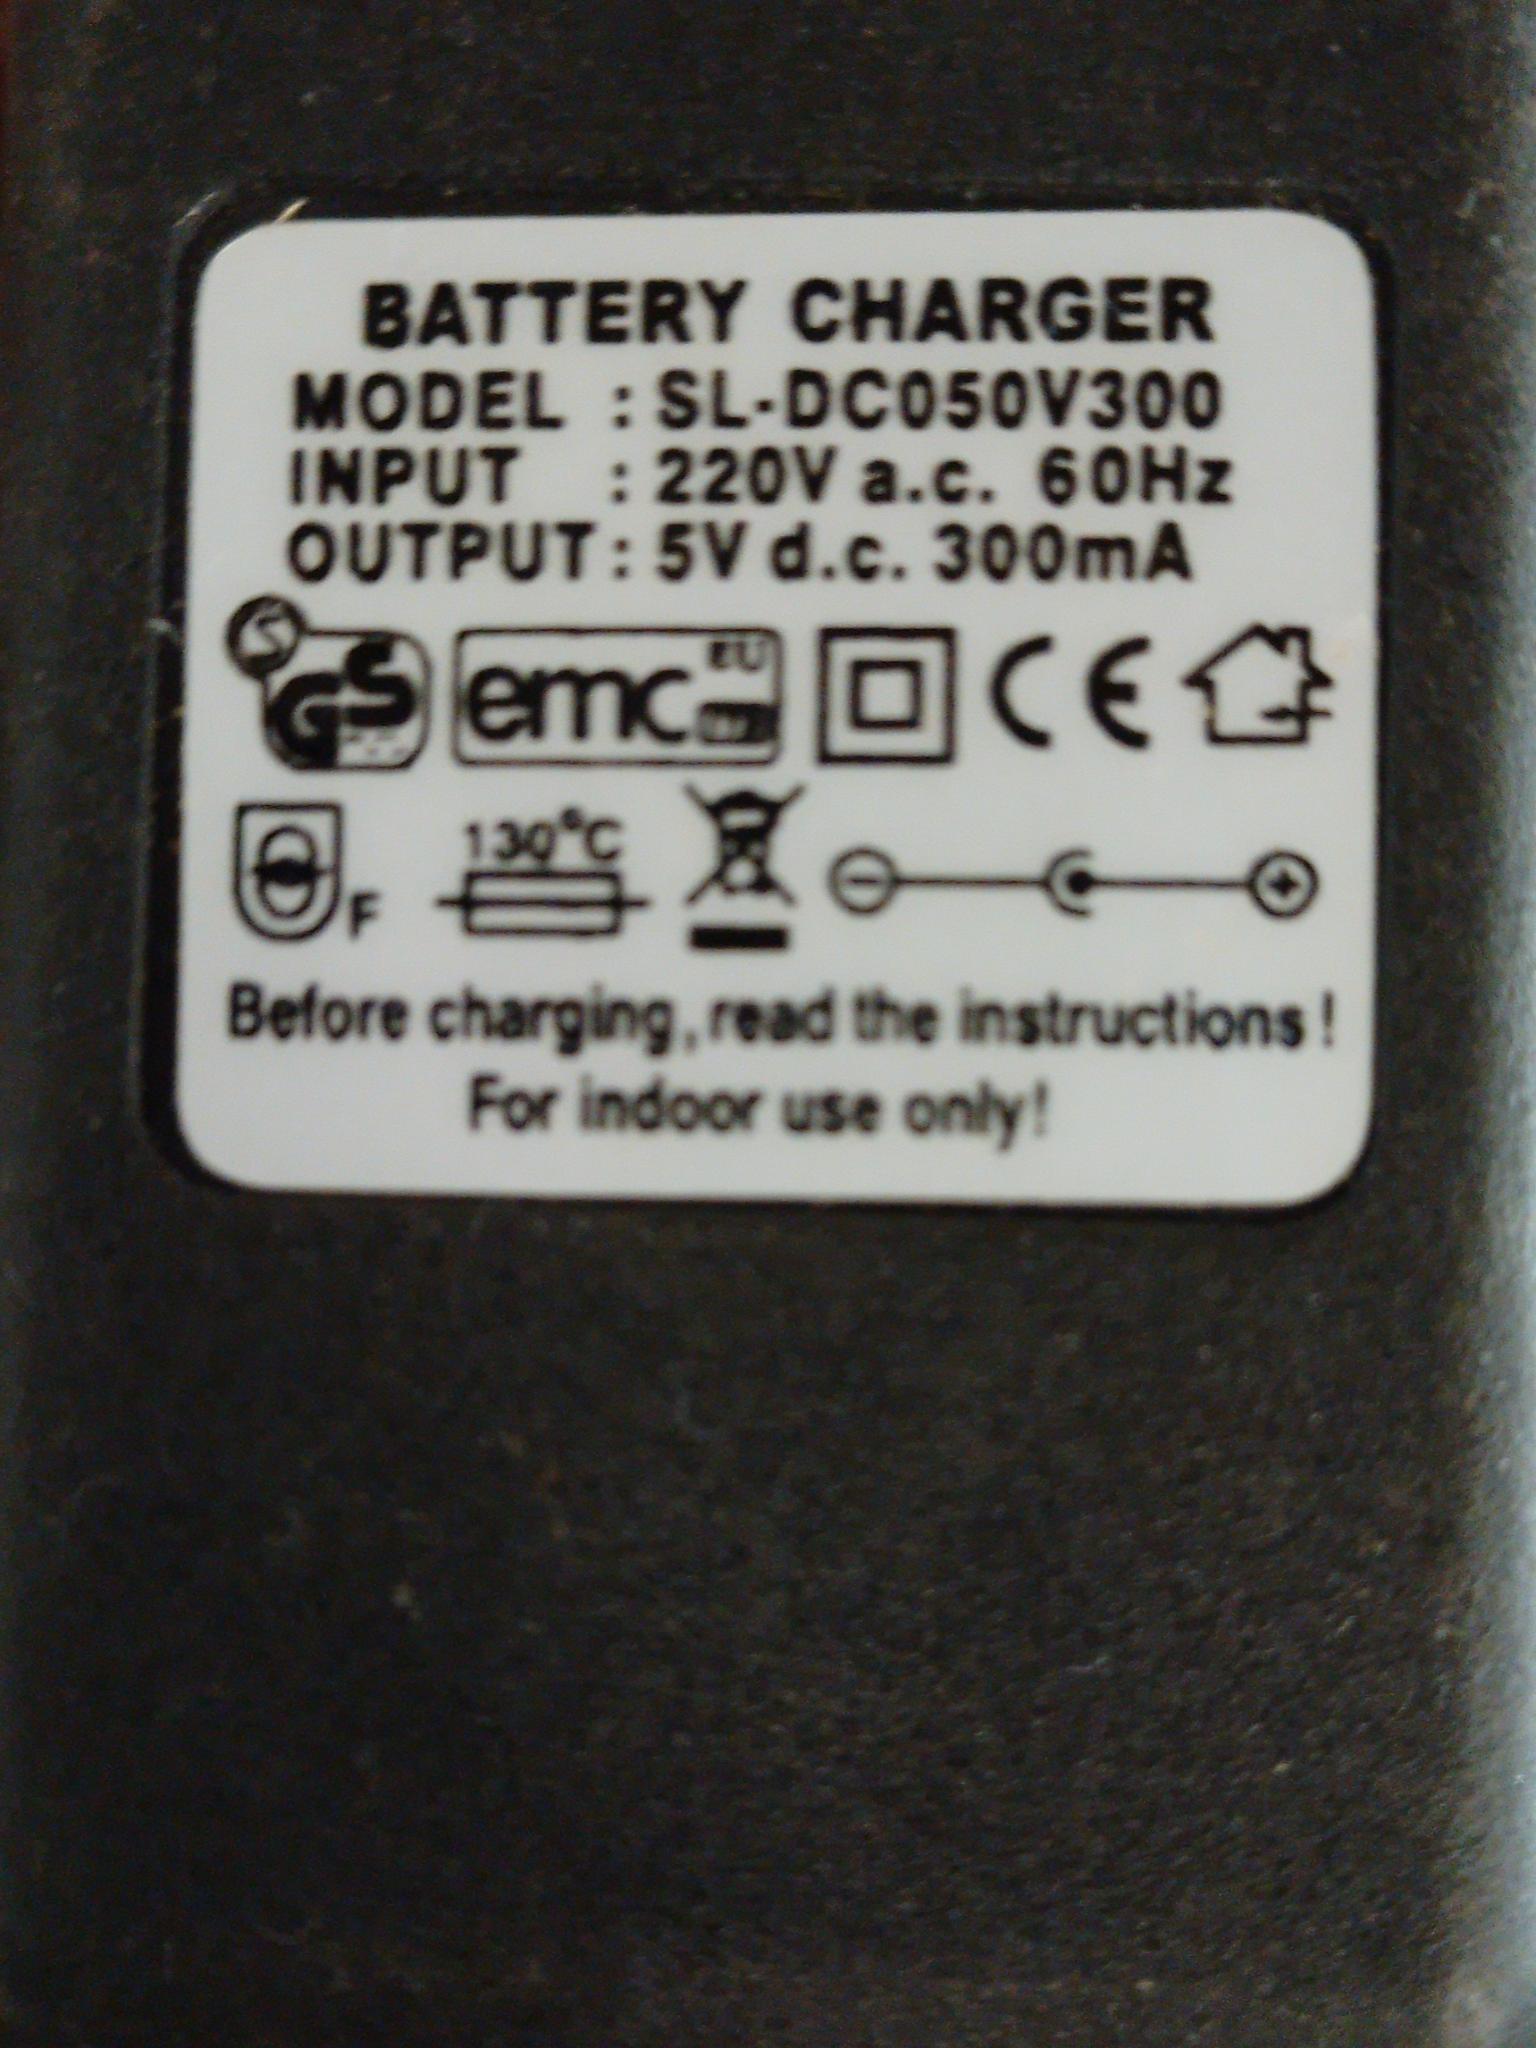 BATTERY CHARGER
MODEL : SL-DC050V300
INPUT : 220V a.c. 60Hz
OUTPUT : 5V d.c. 300mA
S GS emc EU CE
F 130°C
Before charging, read the instructions!
For indoor use only!